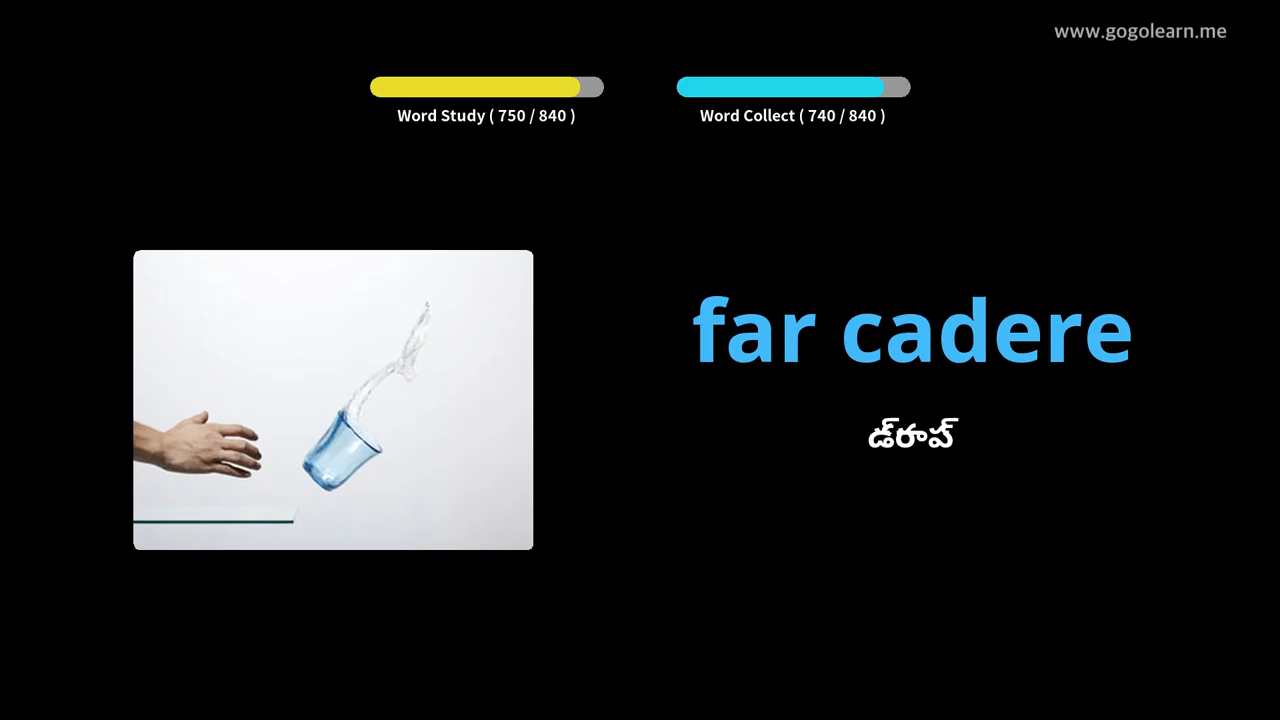 www.gogolearn.me
Word Study ( 750 / 840 )
Word Collect ( 740 / 840 )
far cadere
డ్‌రాప్